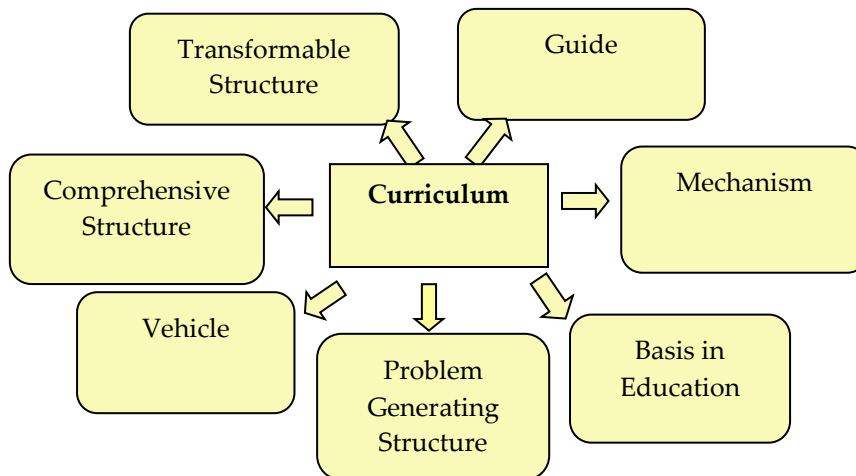 Transformable
Structure
Guide
Comprehensive
Structure
Curriculum
Mechanism
Vehicle
Problem
Generating
Structure
Basis in
Education